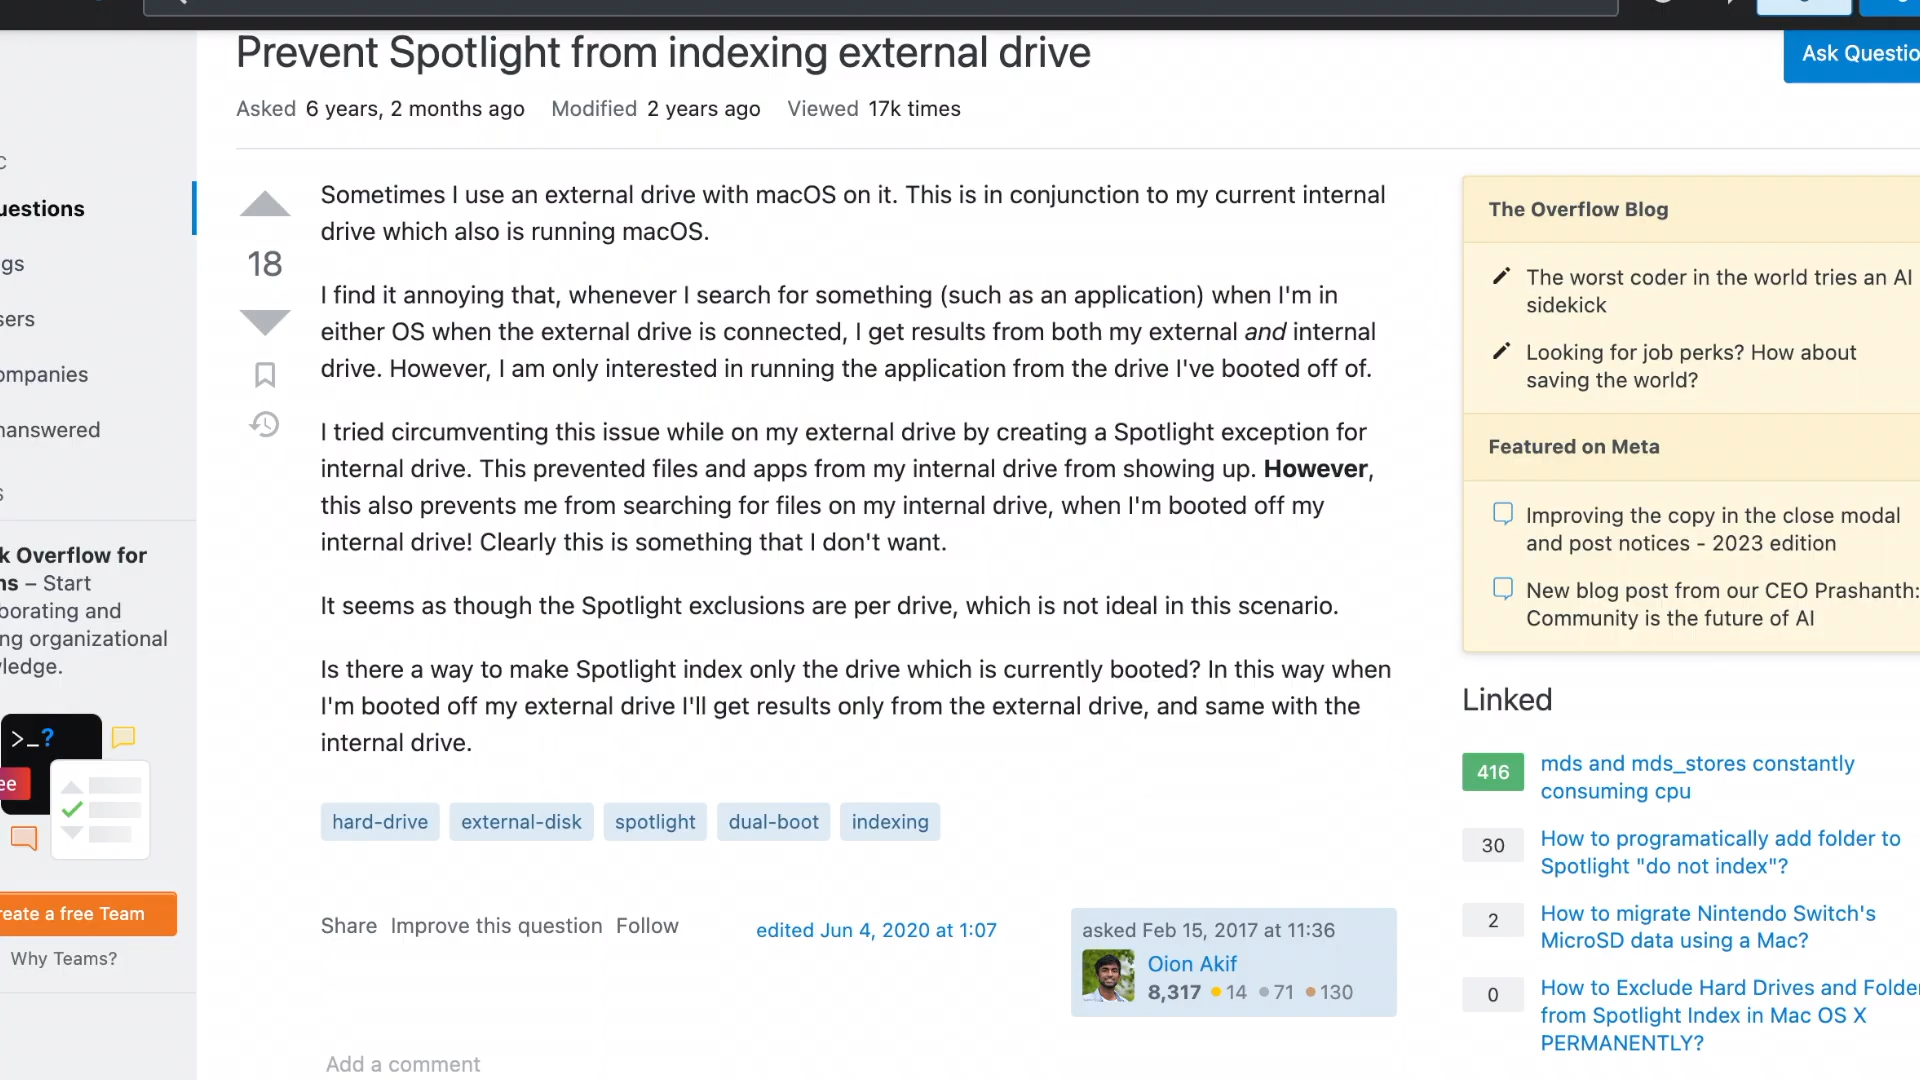 Prevent Spotlight from indexing external drive
Ask Questio
Asked 6 years, 2 months ago Modified 2 years ago Viewed 17k times
uestions
gs
sers
ompanies
nanswered
k Overflow for
ns – Start
borating and
ng organizational
ledge.
>_?
ee
reate a free Team
Why Teams?
18
Sometimes I use an external drive with macOS on it. This is in conjunction to my current internal
drive which also is running macOS.
I find it annoying that, whenever I search for something (such as an application) when I'm in
either OS when the external drive is connected, I get results from both my external and internal
drive. However, I am only interested in running the application from the drive I've booted off of.
I tried circumventing this issue while on my external drive by creating a Spotlight exception for
internal drive. This prevented files and apps from my internal drive from showing up. However,
this also prevents me from searching for files on my internal drive, when I'm booted off my
internal drive! Clearly this is something that I don't want.
It seems as though the Spotlight exclusions are per drive, which is not ideal in this scenario.
Is there a way to make Spotlight index only the drive which is currently booted? In this way when
I'm booted off my external drive I'll get results only from the external drive, and same with the
internal drive.
hard-drive external-disk spotlight dual-boot indexing
Share Improve this question Follow
edited Jun 4, 2020 at 1:07
asked Feb 15, 2017 at 11:36
Oion Akif
8,317 14 71 130
Add a comment
The Overflow Blog
The worst coder in the world tries an AI
sidekick
Looking for job perks? How about
saving the world?
Featured on Meta
Improving the copy in the close modal
and post notices - 2023 edition
New blog post from our CEO Prashanth:
Community is the future of AI
Linked
416 mds and mds_stores constantly
consuming cpu
30 How to programatically add folder to
Spotlight "do not index"?
2 How to migrate Nintendo Switch's
MicroSD data using a Mac?
0 How to Exclude Hard Drives and Folder
from Spotlight Index in Mac OS X
PERMANENTLY?